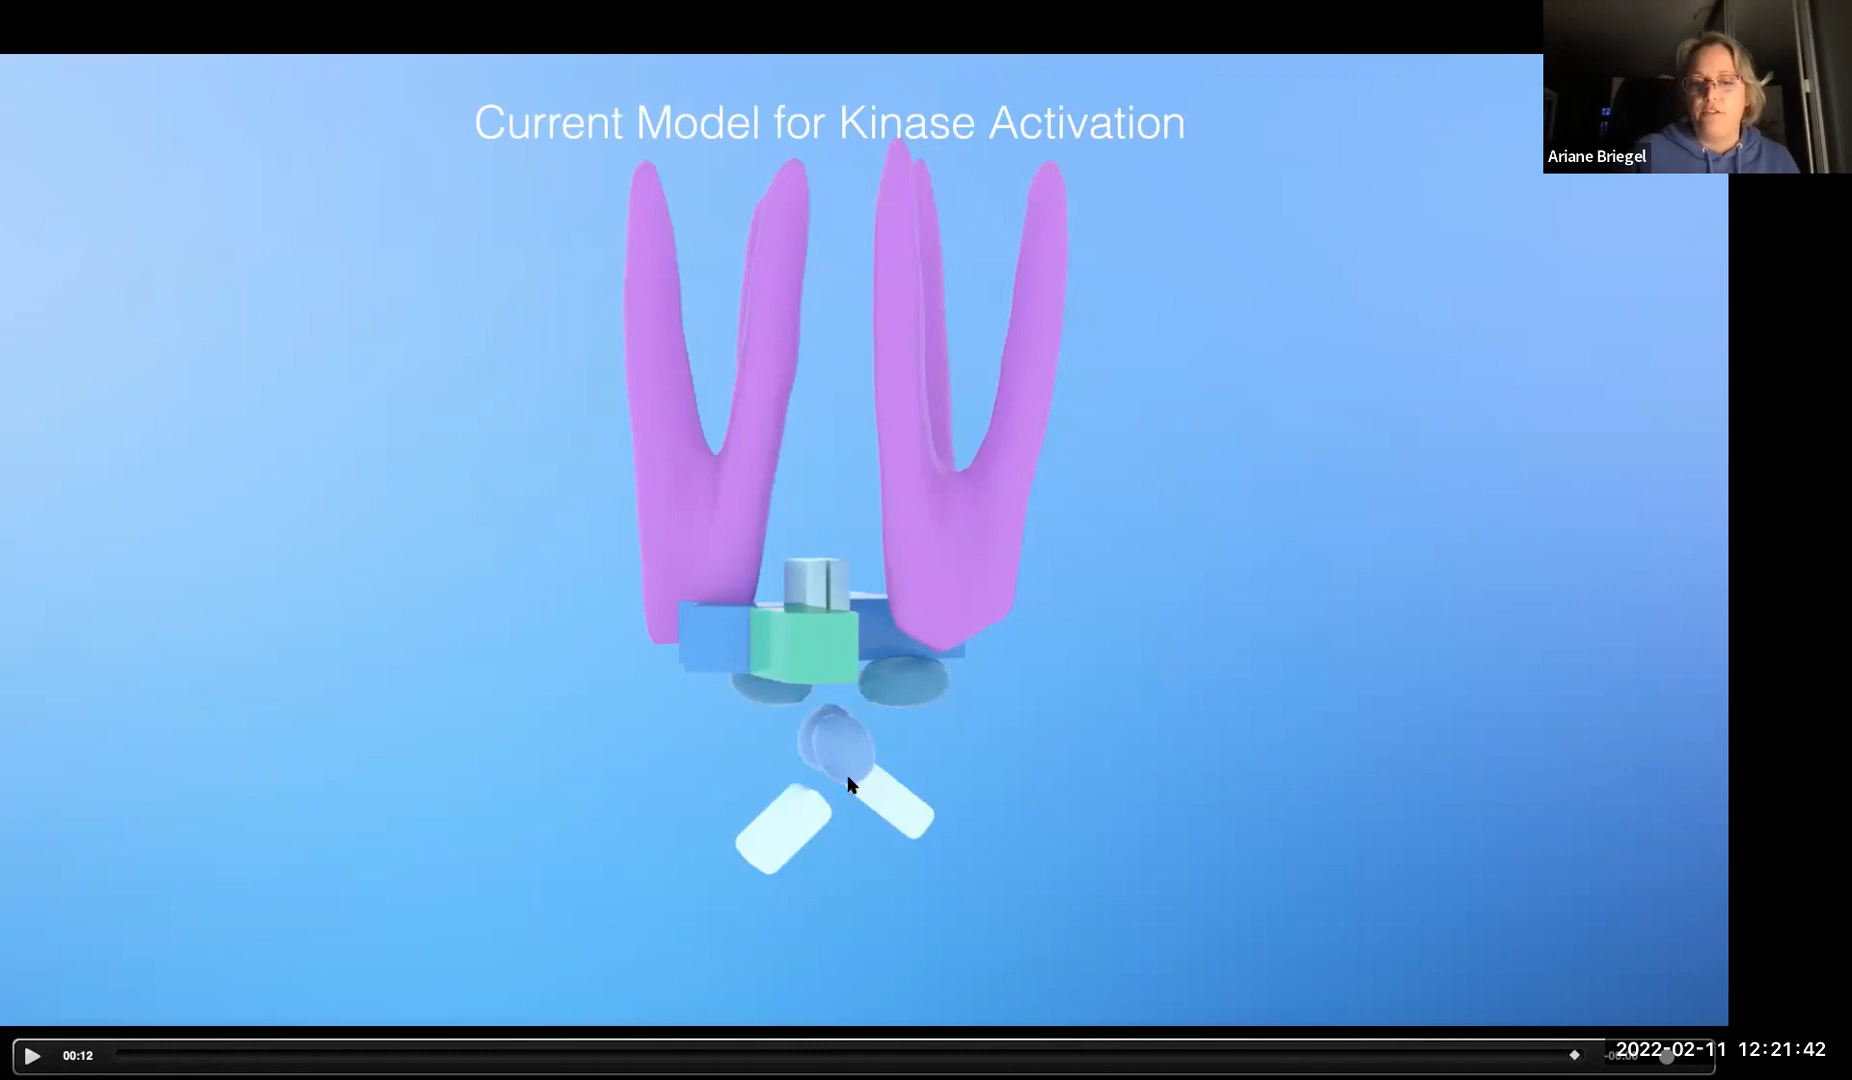 Current Model for Kinase Activation
Ariane Briegel
00:12
2022-02-11 12:21:42